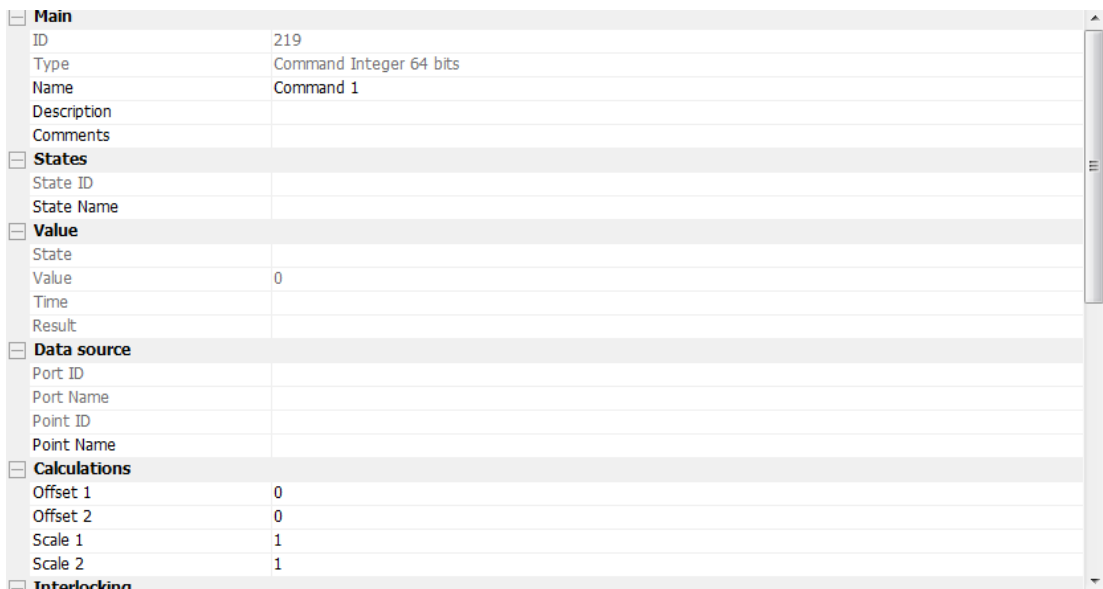 Main
ID 219
Type Command Integer 64 bits
Name Command 1
Description
Comments
States
State ID
State Name
Value
State
Value 0
Time
Result
Data source
Port ID
Port Name
Point ID
Point Name
Calculations
Offset 1 0
Offset 2 0
Scale 1 1
Scale 2 1
Interlocking